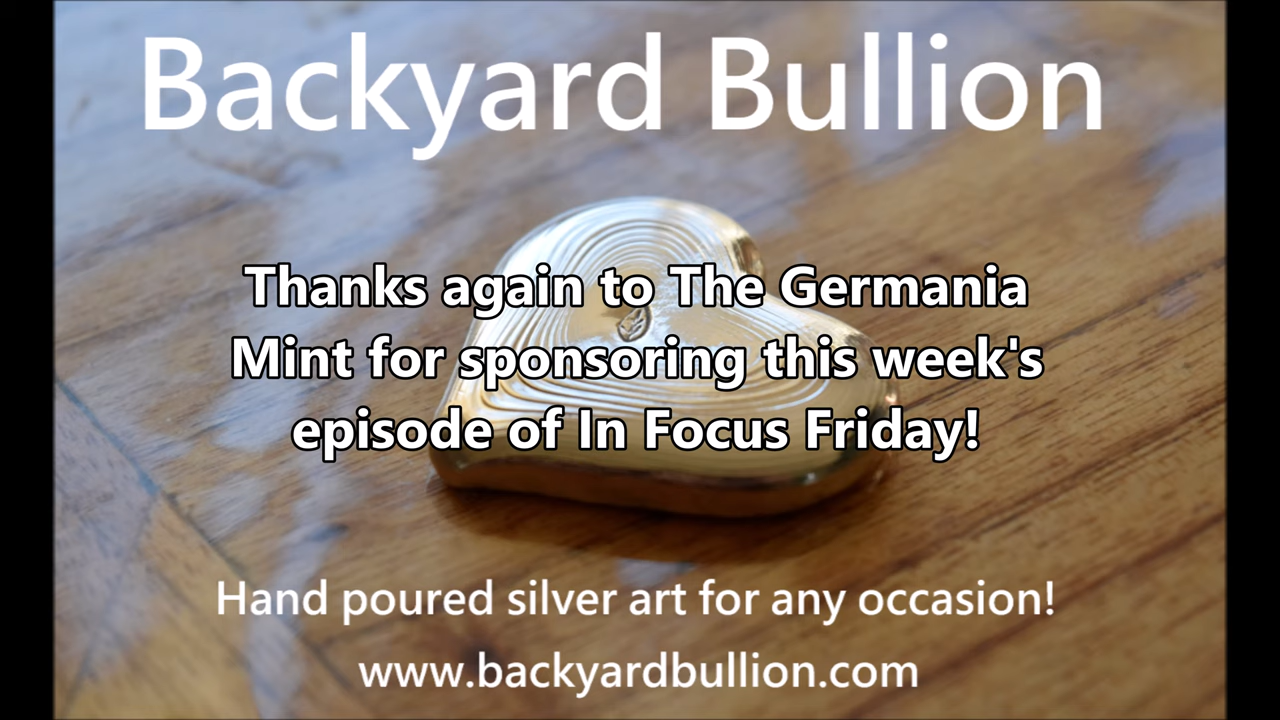 Backyard Bullion
Thanks again to The Germania
Mint for sponsoring this week's
episode of In Focus Friday!
Hand poured silver art for any occasion!
www.backyardbullion.com